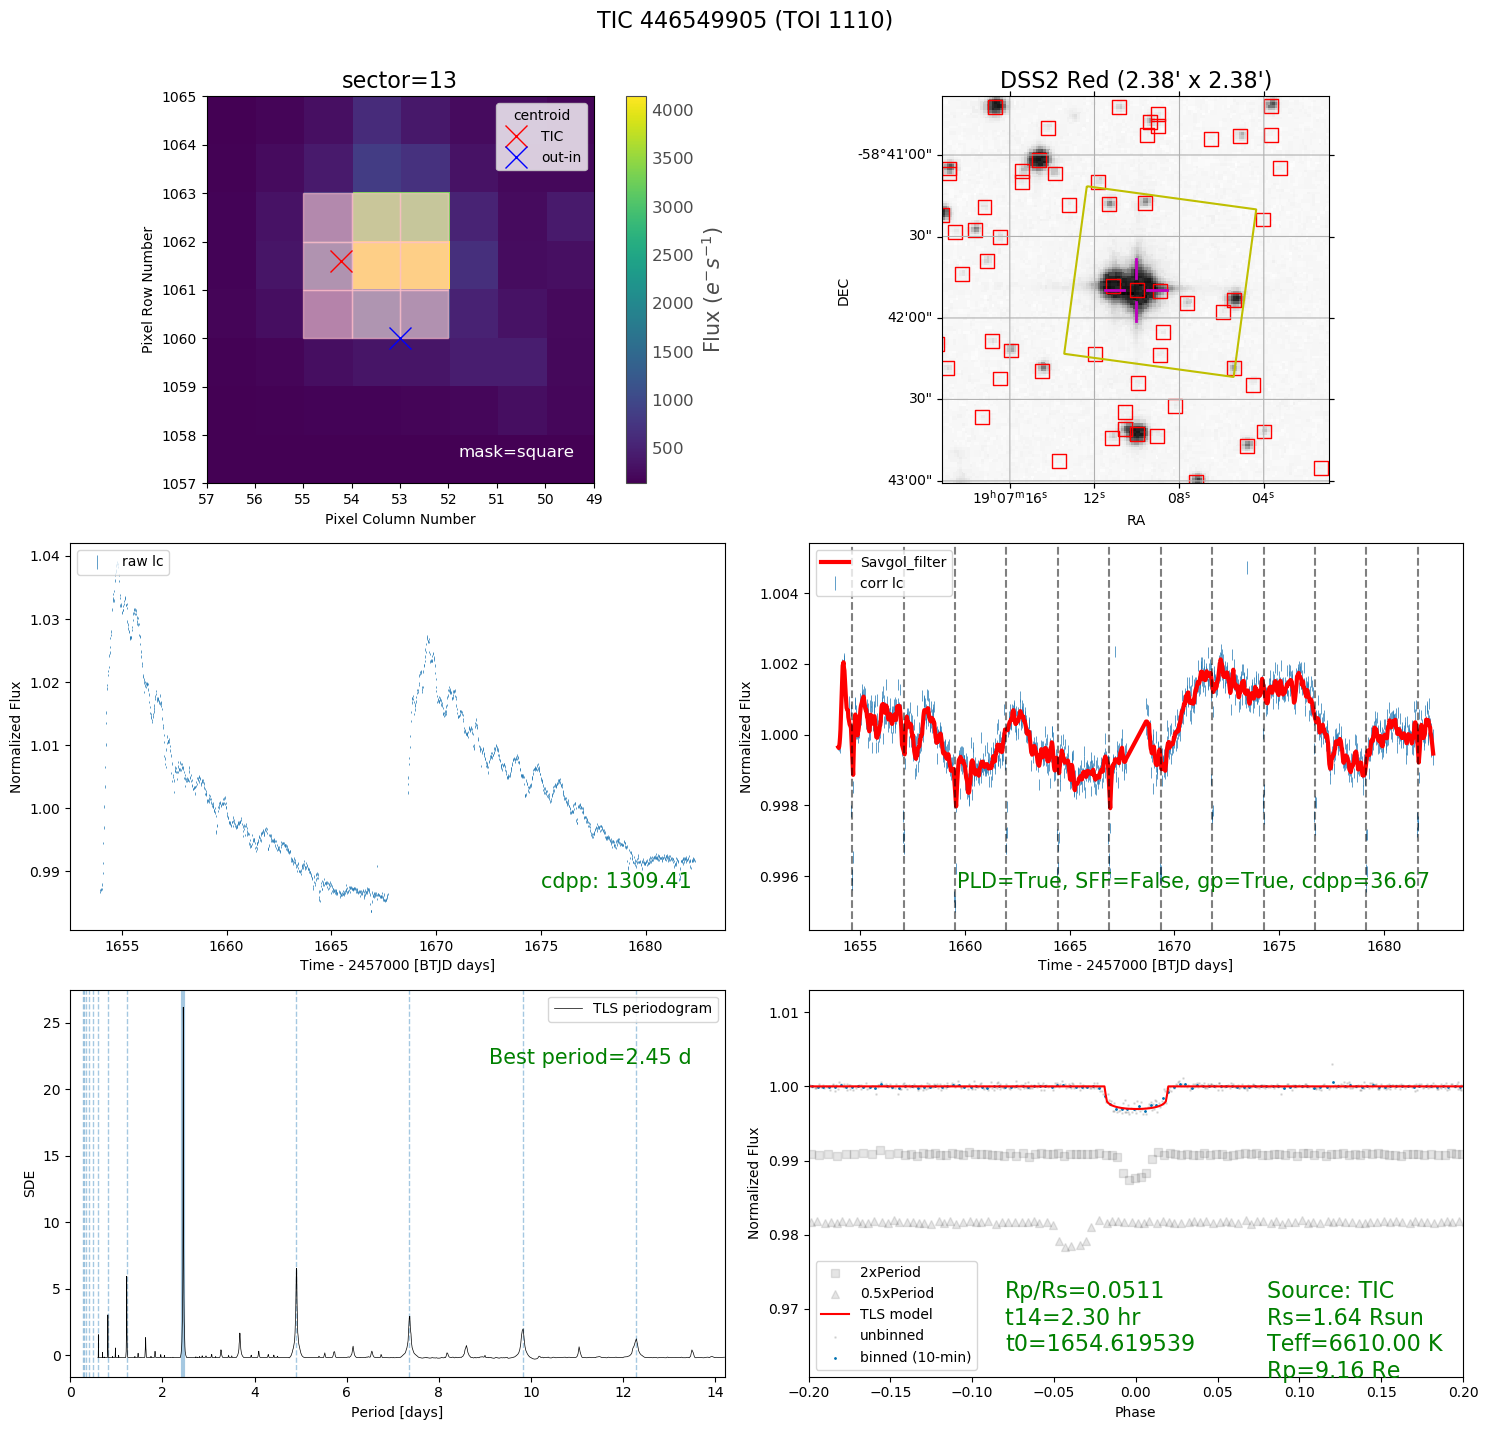 TIC 446549905 (TOI 1110)
sector=13
1065
1064
1063
1062
1061
1060
1059
1058
1057
57 56 55 54 53 52 51 50 49
Pixel Row Number
Pixel Column Number
centroid
TIC
out-in
mask=square
4000
3500
3000
2500
2000
1500
1000
500
Flux (e⁻s⁻¹)
DSS2 Red (2.38' x 2.38')
-58°41'00"
30"
42'00"
30"
43'00"
DEC
19ʰ07ᵐ16ˢ 12ˢ 08ˢ 04ˢ
RA
raw lc
1.04
1.03
1.02
1.01
1.00
0.99
Normalized Flux
cdpp: 1309.41
1655 1660 1665 1670 1675 1680
Time - 2457000 [BTJD days]
Savgol_filter
corr lc
1.004
1.002
1.000
0.998
0.996
Normalized Flux
PLD=True, SFF=False, gp=True, cdpp=36.67
1655 1660 1665 1670 1675 1680
Time - 2457000 [BTJD days]
TLS periodogram
Best period=2.45 d
25
20
15
10
5
0
SDE
0 2 4 6 8 10 12 14
Period [days]
1.01
1.00
0.99
0.98
0.97
Normalized Flux
2xPeriod
0.5xPeriod
TLS model
unbinned
binned (10-min)
Rp/Rs=0.0511
t14=2.30 hr
t0=1654.619539
Source: TIC
Rs=1.64 Rsun
Teff=6610.00 K
Rp=9.16 Re
−0.20 −0.15 −0.10 −0.05 0.00 0.05 0.10 0.15 0.20
Phase